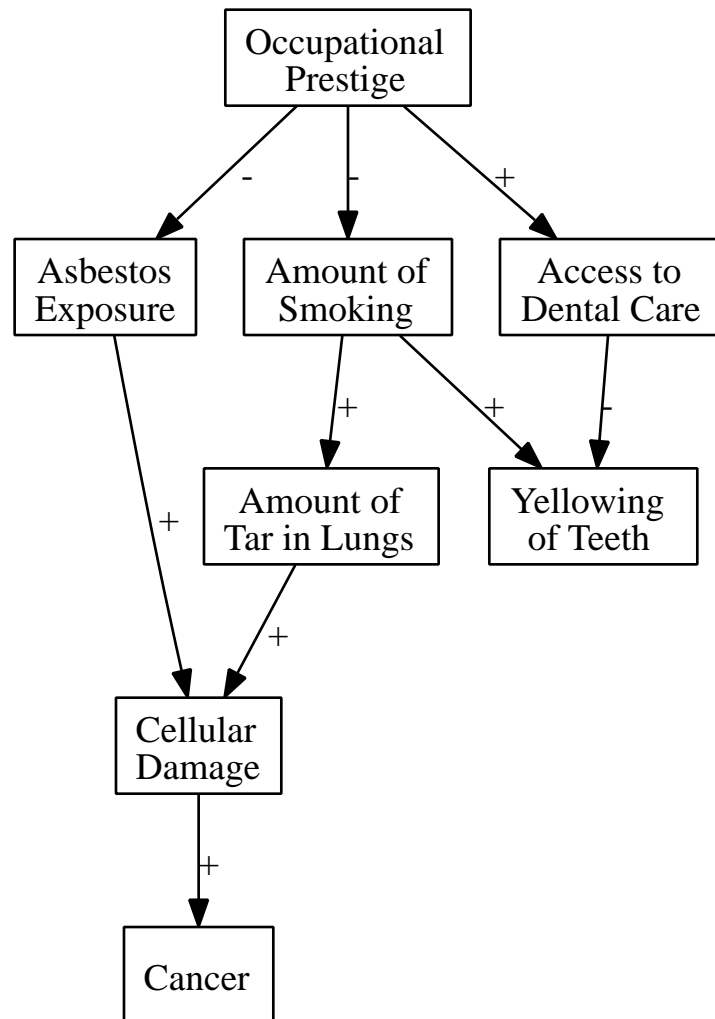 Occupational
Prestige
-
-
+
Asbestos
Exposure
Amount of
Smoking
Access to
Dental Care
+
+
-
Amount of
Tar in Lungs
Yellowing
of Teeth
+
+
Cellular
Damage
+
Cancer